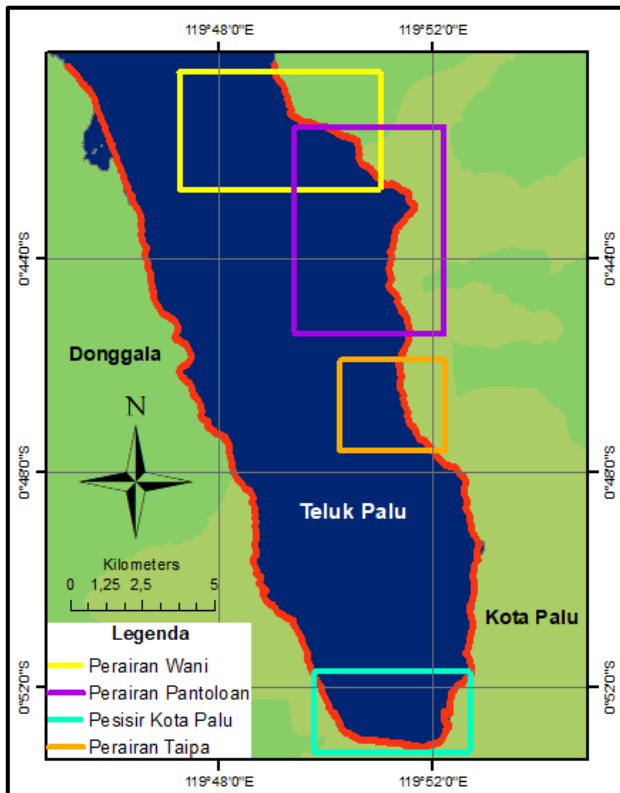 119°48'0"E 119°52'0"E
0°44'0"S 0°44'0"S
Donggala
N
0°48'0"S 0°48'0"S
Teluk Palu
Kilometers
0 1,25 2,5 5
Kota Palu
Legenda
Perairan Wani
Perairan Pantoloan
Pesisir Kota Palu
Perairan Taipa
0°52'0"S 0°52'0"S
119°48'0"E 119°52'0"E